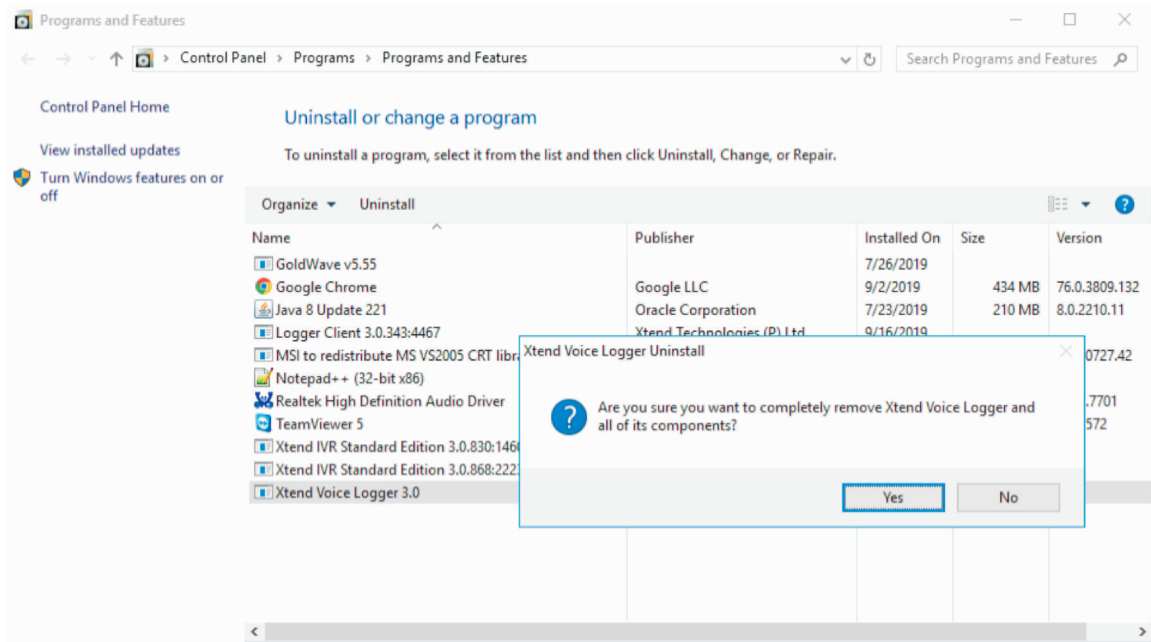 Programs and Features
Control Panel > Programs > Programs and Features
Search Programs and Features
Control Panel Home
View installed updates
Turn Windows features on or
off
Uninstall or change a program
To uninstall a program, select it from the list and then click Uninstall, Change, or Repair.
Organize Uninstall
Name Publisher Installed On Size Version
GoldWave v5.55 7/26/2019
Google Chrome Google LLC 9/2/2019 434 MB 76.0.3809.132
Java 8 Update 221 Oracle Corporation 7/23/2019 210 MB 8.0.2210.11
Logger Client 3.0.343:4467 Xtend Technologies (P) Ltd 9/16/2019
MSI to redistribute MS VS2005 CRT libr 0727.42
Notepad++ (32-bit x86)
Realtek High Definition Audio Driver .7701
TeamViewer 5 572
Xtend IVR Standard Edition 3.0.830:146
Xtend IVR Standard Edition 3.0.868:222
Xtend Voice Logger 3.0
Xtend Voice Logger Uninstall
Are you sure you want to completely remove Xtend Voice Logger and
all of its components?
Yes No